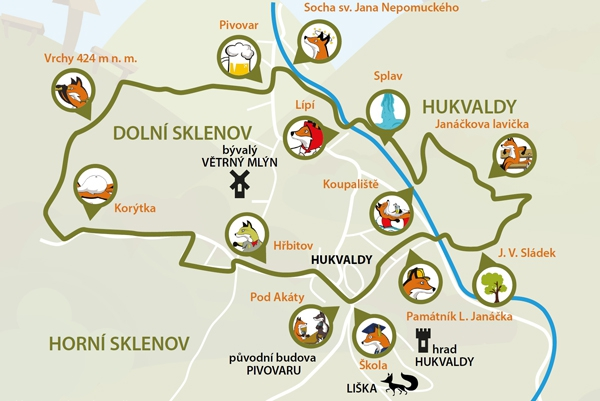 Socha sv. Jana Nepomuckého
Pivovar
Vrchy 424 m n. m.
Splav
Lípí
HUKVALDY
Janáčkova lavička
DOLNÍ SKLENOV
bývalý
VĚTRNÝ MLÝN
Koupaliště
Korýtka
Hřbitov
HUKVALDY
J. V. Sládek
Pod Akáty
Památník L. Janáčka
HORNÍ SKLENOV
původní budova
PIVOVARU
Škola
hrad
HUKVALDY
LIŠKA